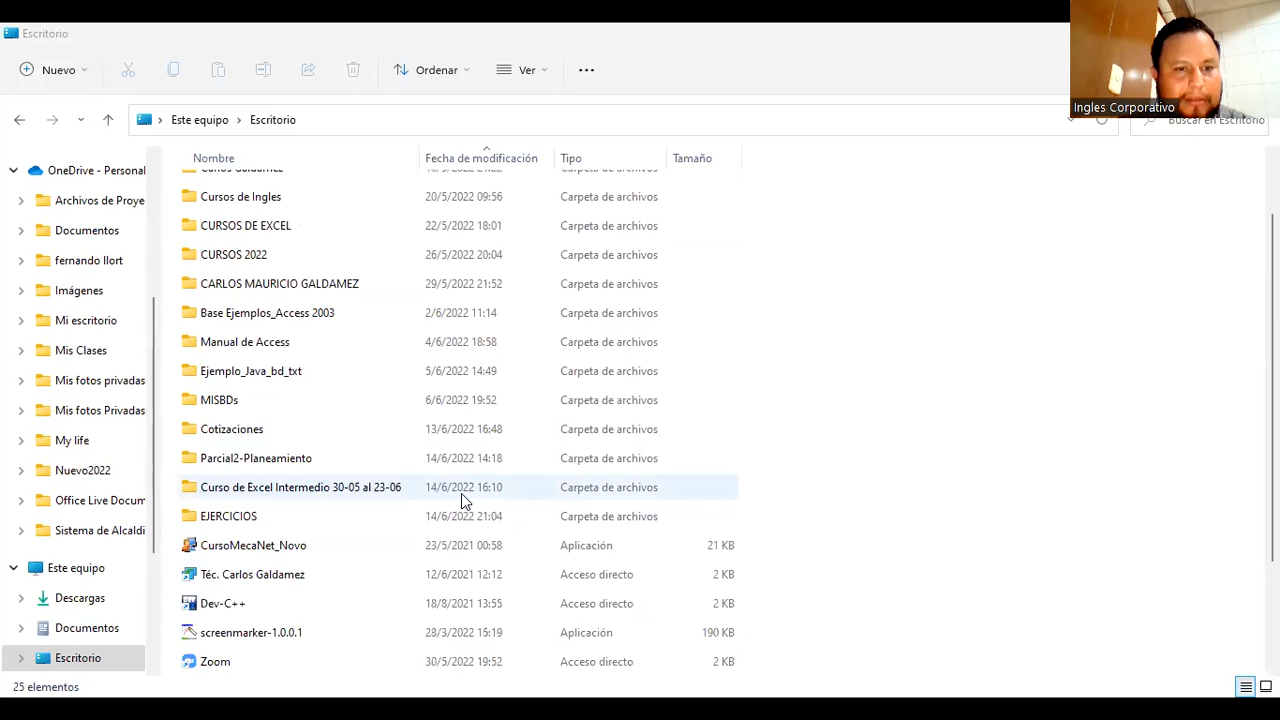 Escritorio
Nuevo
Ordenar
Ver
Ingles Corporativo
Este equipo > Escritorio
Buscar en Escritorio
Nombre Fecha de modificación Tipo Tamaño
OneDrive - Personal
Archivos de Proye
Documentos
fernando llort
Imágenes
Mi escritorio
Mis Clases
Mis fotos privadas
Mis fotos Privadas
My life
Nuevo2022
Office Live Docum
Sistema de Alcaldi
Este equipo
Descargas
Documentos
Escritorio
Carlos Galdamez
Cursos de Ingles 20/5/2022 09:56 Carpeta de archivos
CURSOS DE EXCEL 22/5/2022 18:01 Carpeta de archivos
CURSOS 2022 26/5/2022 20:04 Carpeta de archivos
CARLOS MAURICIO GALDAMEZ 29/5/2022 21:52 Carpeta de archivos
Base Ejemplos_Access 2003 2/6/2022 11:14 Carpeta de archivos
Manual de Access 4/6/2022 18:58 Carpeta de archivos
Ejemplo_Java_bd_txt 5/6/2022 14:49 Carpeta de archivos
MISBDs 6/6/2022 19:52 Carpeta de archivos
Cotizaciones 13/6/2022 16:48 Carpeta de archivos
Parcial2-Planeamiento 14/6/2022 14:18 Carpeta de archivos
Curso de Excel Intermedio 30-05 al 23-06 14/6/2022 16:10 Carpeta de archivos
EJERCICIOS 14/6/2022 21:04 Carpeta de archivos
CursoMecaNet_Novo 23/5/2021 00:58 Aplicación 21 KB
Téc. Carlos Galdamez 12/6/2021 12:12 Acceso directo 2 KB
Dev-C++ 18/8/2021 13:55 Acceso directo 2 KB
screenmarker-1.0.0.1 28/3/2022 15:19 Aplicación 190 KB
Zoom 30/5/2022 19:52 Acceso directo 2 KB
25 elementos